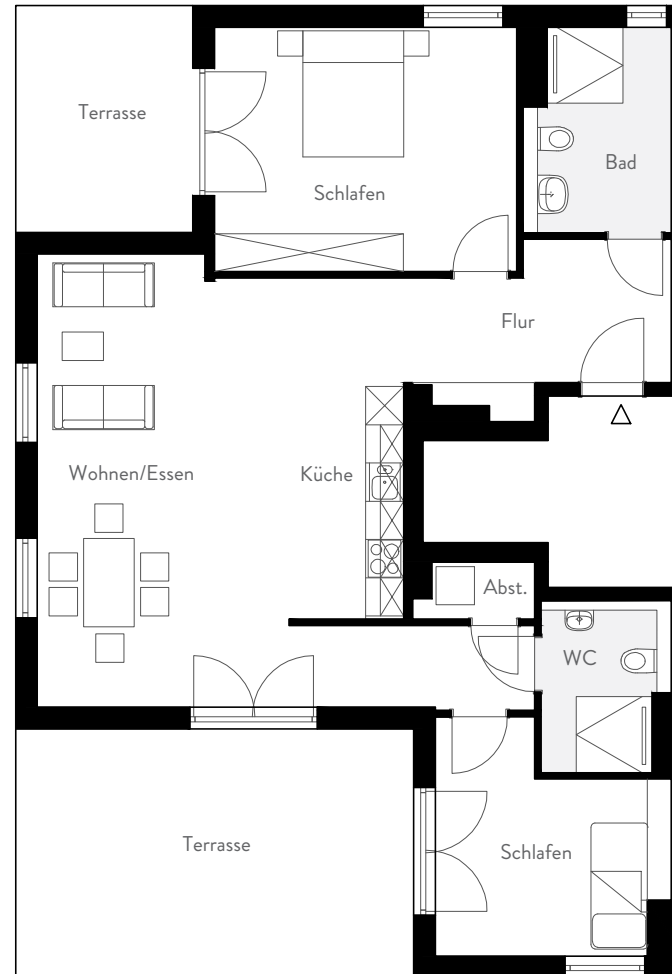 Terrasse
Schlafen
Bad
Flur
Wohnen/Essen
Küche
Abst.
WC
Terrasse
Schlafen